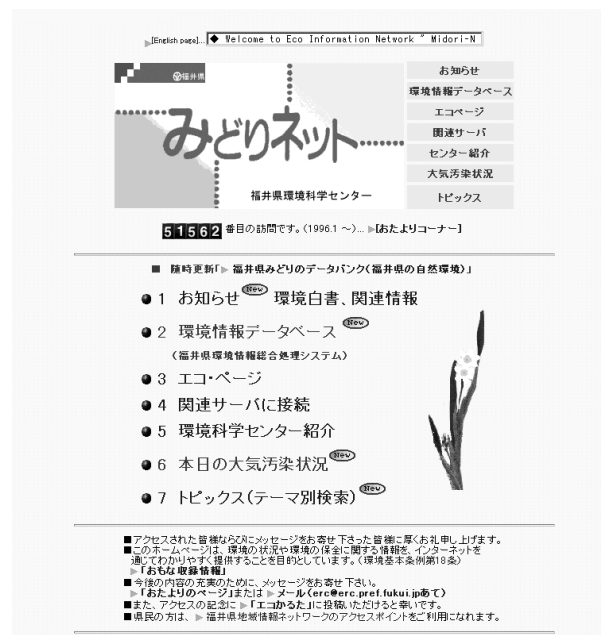 [English page]... ◆ Welcome to Eco Information Network ~ Midori-N
福井県
みどりネット
福井県環境科学センター
お知らせ
環境情報データベース
エコページ
関連サーバ
センター紹介
大気汚染状況
トピックス
51562 番目の訪問です。(1996.1 ~)... [おたよりコーナー]
■ 随時更新「福井県みどりのデータバンク(福井県の自然環境)」
1 お知らせ New 環境白書、関連情報
2 環境情報データベース New
(福井県環境情報総合処理システム)
3 エコ・ページ
4 関連サーバに接続
5 環境科学センター紹介
6 本日の大気汚染状況 New
7 トピックス(テーマ別検索) New
■アクセスされた皆様ならびにメッセージをお寄せ下さった皆様に厚くお礼申し上げます。
■このホームページは、環境の状況や環境の保全に関する情報を、インターネットを
通じてわかりやすく提供することを目的としています。(環境基本条例第18条)
「おもな収録情報」
■今後の内容の充実のために、メッセージをお寄せ下さい。
「おたよりのページ」または メール(erc@erc.pref.fukui.jpあて)
■また、アクセスの記念に「エコかるた」に投稿いただけると幸いです。
■県民の方は、福井県地域情報ネットワークのアクセスポイントをご利用になれます。